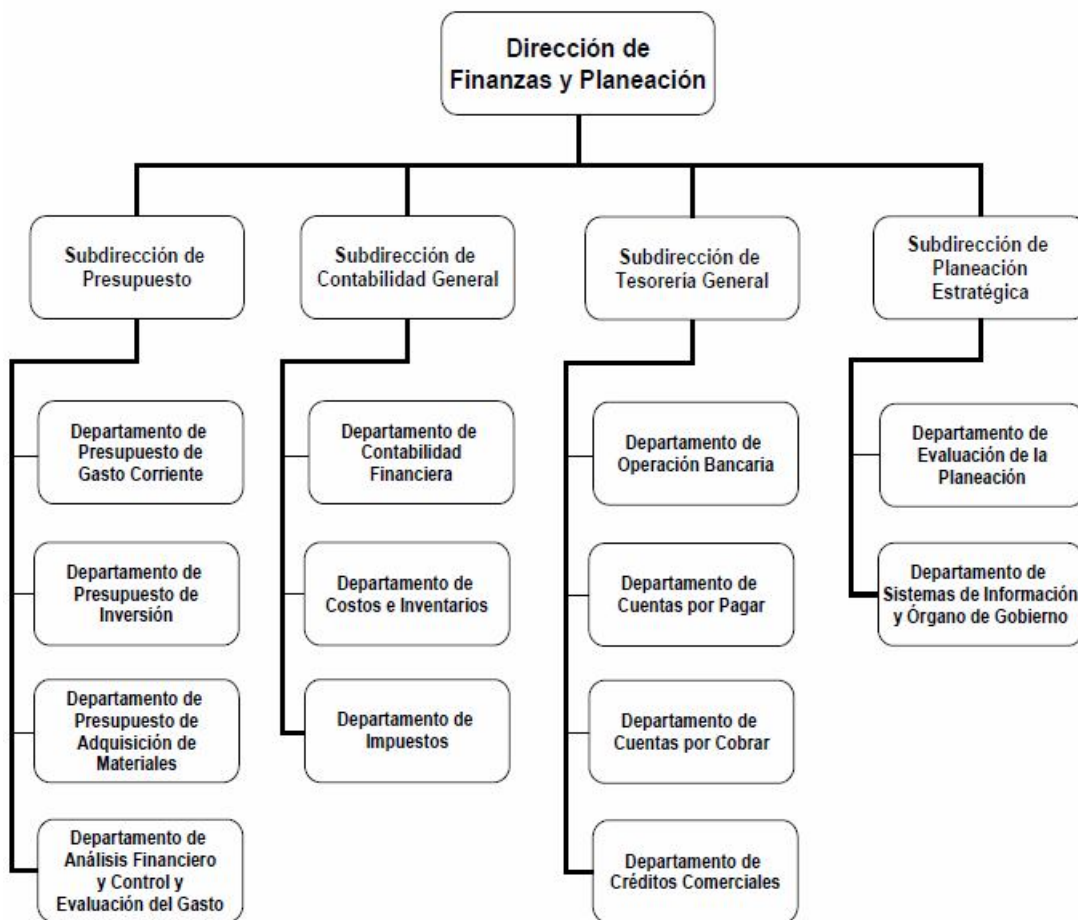 Dirección de
Finanzas y Planeación
Subdirección de
Presupuesto
Subdirección de
Contabilidad General
Subdirección de
Tesorería General
Subdirección de
Planeación
Estratégica
Departamento de
Presupuesto de
Gasto Corriente
Departamento de
Presupuesto de
Inversión
Departamento de
Presupuesto de
Adquisición de
Materiales
Departamento de
Análisis Financiero
y Control y
Evaluación del Gasto
Departamento de
Contabilidad
Financiera
Departamento de
Costos e Inventarios
Departamento de
Impuestos
Departamento de
Operación Bancaria
Departamento de
Cuentas por Pagar
Departamento de
Cuentas por Cobrar
Departamento de
Créditos Comerciales
Departamento de
Evaluación de la
Planeación
Departamento de
Sistemas de Información
y Órgano de Gobierno